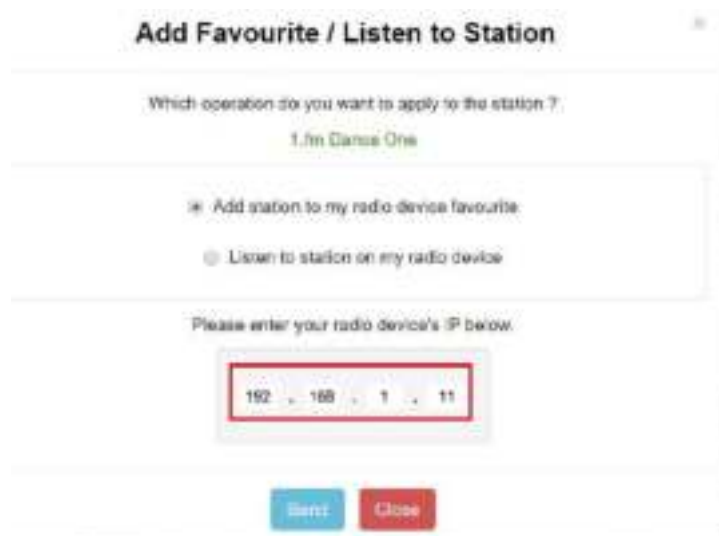 Add Favourite / Listen to Station
×
Which operation do you want to apply to the station ?
1.fm Dance One
Add station to my radio device favourite
Listen to station on my radio device
Please enter your radio device's IP below.
192 . 168 . 1 . 11
Send Close